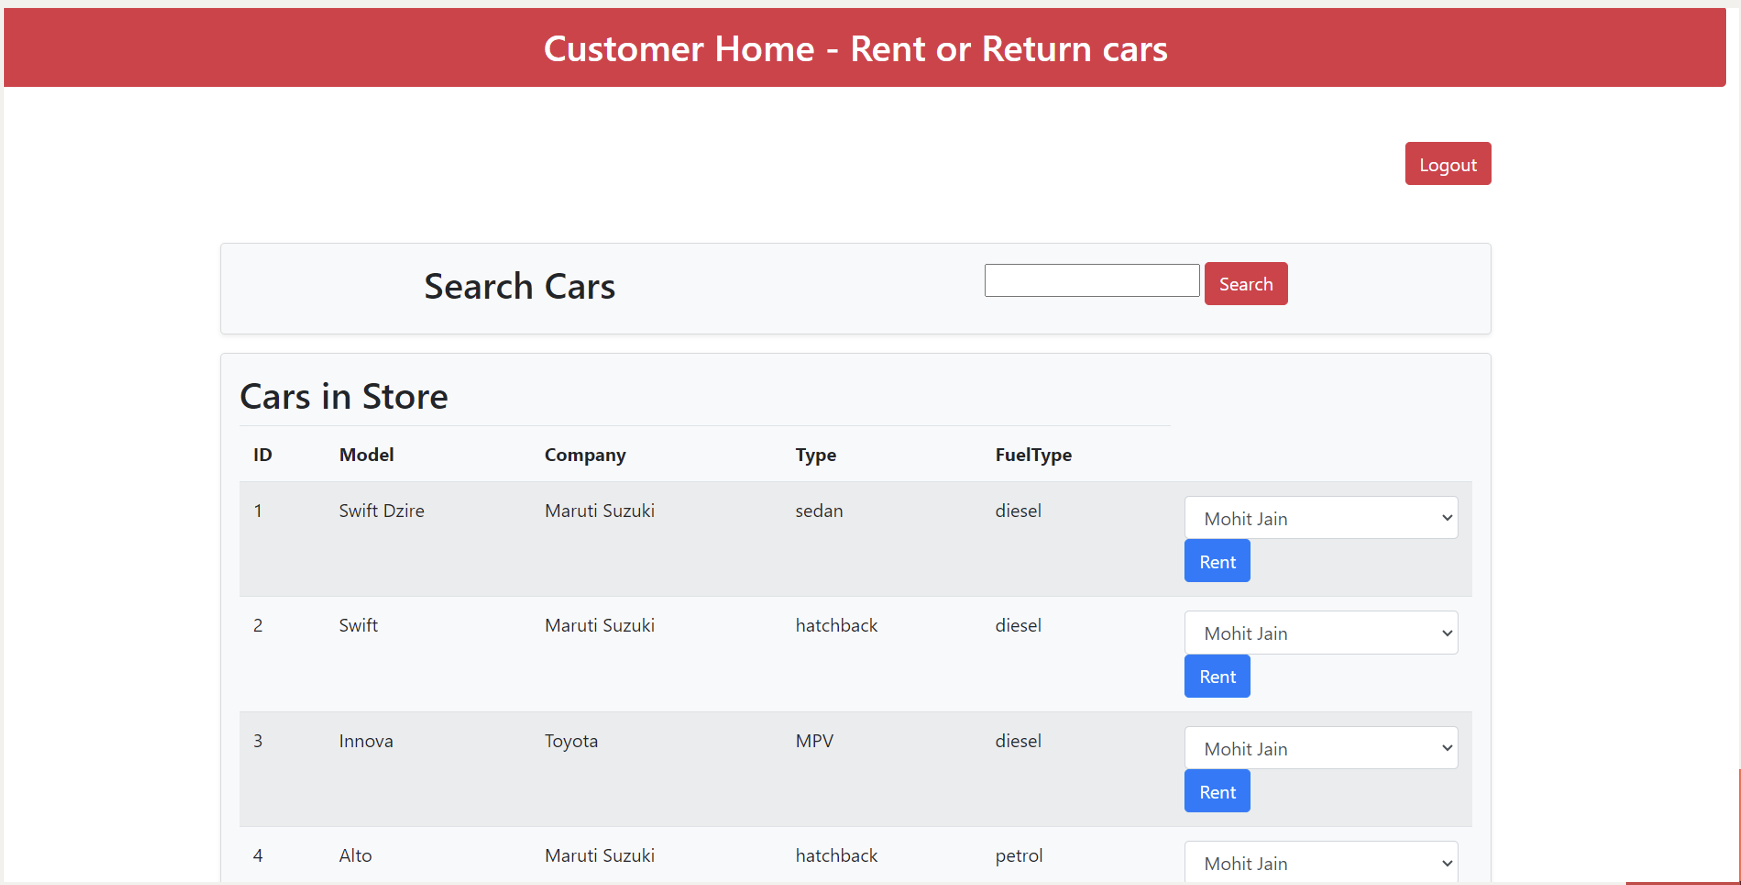 Customer Home - Rent or Return cars
Logout
Search Cars
Search
Cars in Store
ID Model Company Type FuelType
1 Swift Dzire Maruti Suzuki sedan diesel Mohit Jain
Rent
2 Swift Maruti Suzuki hatchback diesel Mohit Jain
Rent
3 Innova Toyota MPV diesel Mohit Jain
Rent
4 Alto Maruti Suzuki hatchback petrol Mohit Jain